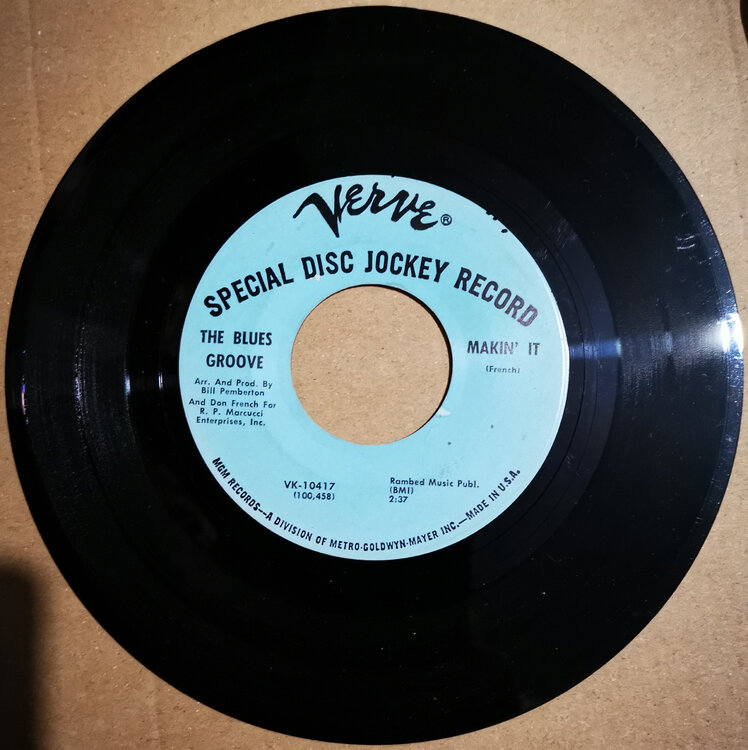 VERVE®
SPECIAL DISC JOCKEY RECORD
THE BLUES
GROOVE
Arr. And Prod. By
Bill Pemberton
And Don French For
R. P. Marcucci
Enterprises, Inc.
MAKIN' IT
(French)
VK-10417
(100,458)
Rambed Music Publ.
(BMI)
2:37
MGM RECORDS—A DIVISION OF METRO-GOLDWYN-MAYER INC.—MADE IN U.S.A.